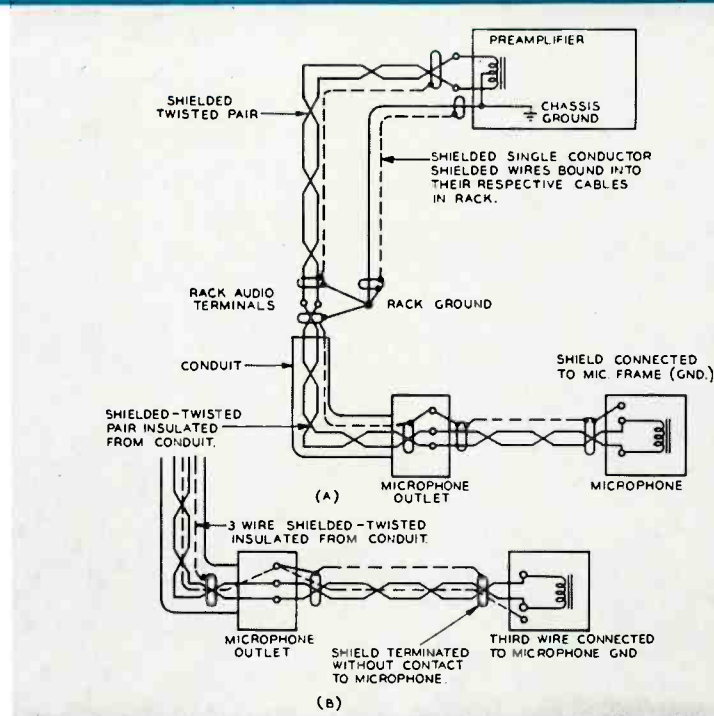 PREAMPLIFIER
SHIELDED
TWISTED PAIR
CHASSIS
GROUND
SHIELDED SINGLE CONDUCTOR
SHIELDED WIRES BOUND INTO
THEIR RESPECTIVE CABLES
IN RACK.
RACK AUDIO
TERMINALS
RACK GROUND
CONDUIT
SHIELD CONNECTED
TO MIC. FRAME (GND.)
SHIELDED-TWISTED
PAIR INSULATED
FROM CONDUIT.
MICROPHONE
OUTLET
MICROPHONE
(A)
3 WIRE SHIELDED-TWISTED
INSULATED FROM CONDUIT.
MICROPHONE
OUTLET
SHIELD TERMINATED
WITHOUT CONTACT
TO MICROPHONE.
THIRD WIRE CONNECTED
TO MICROPHONE GND
(B)